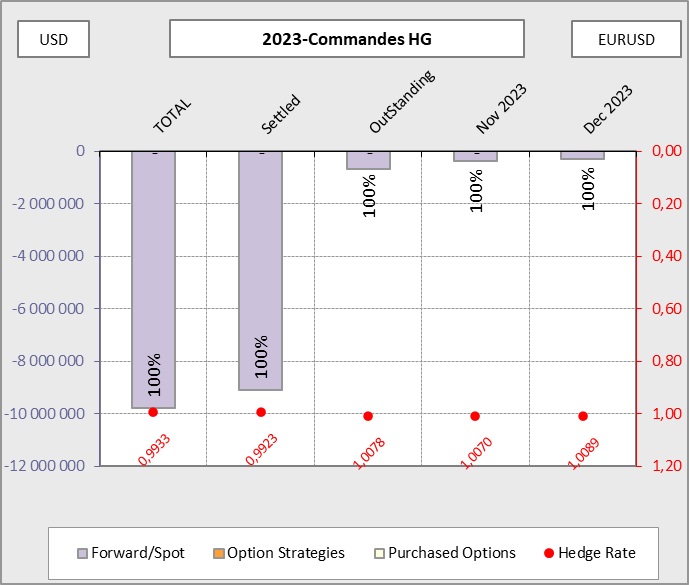 USD
2023-Commandes HG
EURUSD
TOTAL
Settled
OutStanding
Nov 2023
Dec 2023
0
-2 000 000
-4 000 000
-6 000 000
-8 000 000
-10 000 000
-12 000 000
100%
100%
100%
100%
100%
0,9933
0,9923
1,0078
1,0070
1,0089
0,00
0,20
0,40
0,60
0,80
1,00
1,20
Forward/Spot
Option Strategies
Purchased Options
Hedge Rate